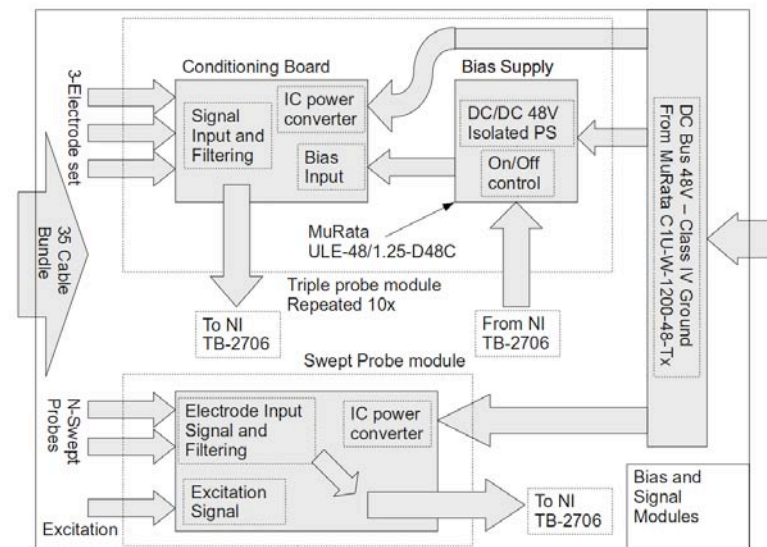 Conditioning Board
Bias Supply
3-Electrode set
Signal
Input and
Filtering
IC power
converter
Bias
Input
DC/DC 48V
Isolated PS
On/Off
control
DC Bus 48V – Class IV Ground
From MuRata C1U-W-1200-48-Tx
35 Cable
Bundle
MuRata
ULE-48/1.25-D48C
Triple probe module
Repeated 10x
To NI
TB-2706
From NI
TB-2706
Swept Probe module
N-Swept
Probes
Electrode Input
Signal and
Filtering
IC power
converter
Excitation
Signal
Excitation
To NI
TB-2706
Bias and
Signal
Modules